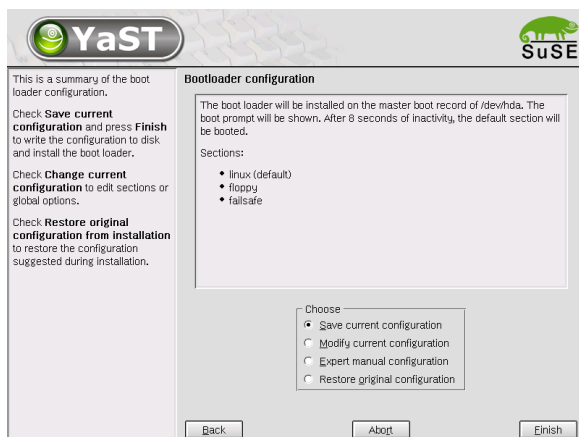 YaST
SuSE
This is a summary of the boot
loader configuration.
Check Save current
configuration and press Finish
to write the configuration to disk
and install the boot loader.
Check Change current
configuration to edit sections or
global options.
Check Restore original
configuration from installation
to restore the configuration
suggested during installation.
Bootloader configuration
The boot loader will be installed on the master boot record of /dev/hda. The
boot prompt will be shown. After 8 seconds of inactivity, the default section will
be booted.
Sections:
linux (default)
floppy
failsafe
Choose
Save current configuration
Modify current configuration
Expert manual configuration
Restore original configuration
Back
Abort
Finish